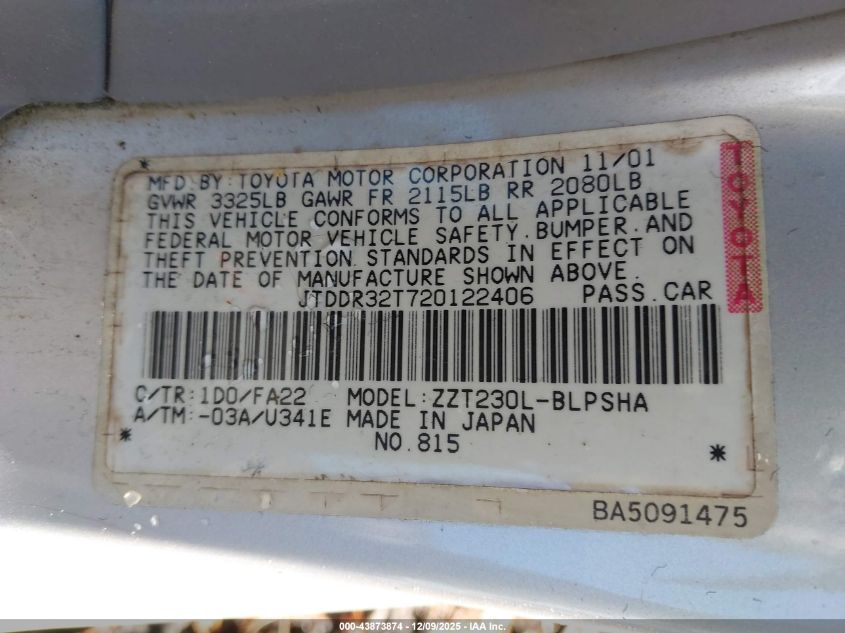 MFD.BY:TOYOTA MOTOR CORPORATION 11/01
GVWR 3325LB GAWR FR 2115LB RR 2080LB
THIS VEHICLE CONFORMS TO ALL APPLICABLE
FEDERAL MOTOR VEHICLE SAFETY.BUMPER.AND
THEFT PREVENTION STANDARDS IN EFFECT ON
THE DATE OF MANUFACTURE SHOWN ABOVE.
JTDDR32T720122406 PASS.CAR
C/TR:1D0/FA22 MODEL:ZZT230L-BLPSHA
A/TM:-03A/U341E MADE IN JAPAN
* NO.815 *
BA5091475
TOYOTA
000-43873874 | 12/09/2025 - IAA Inc.